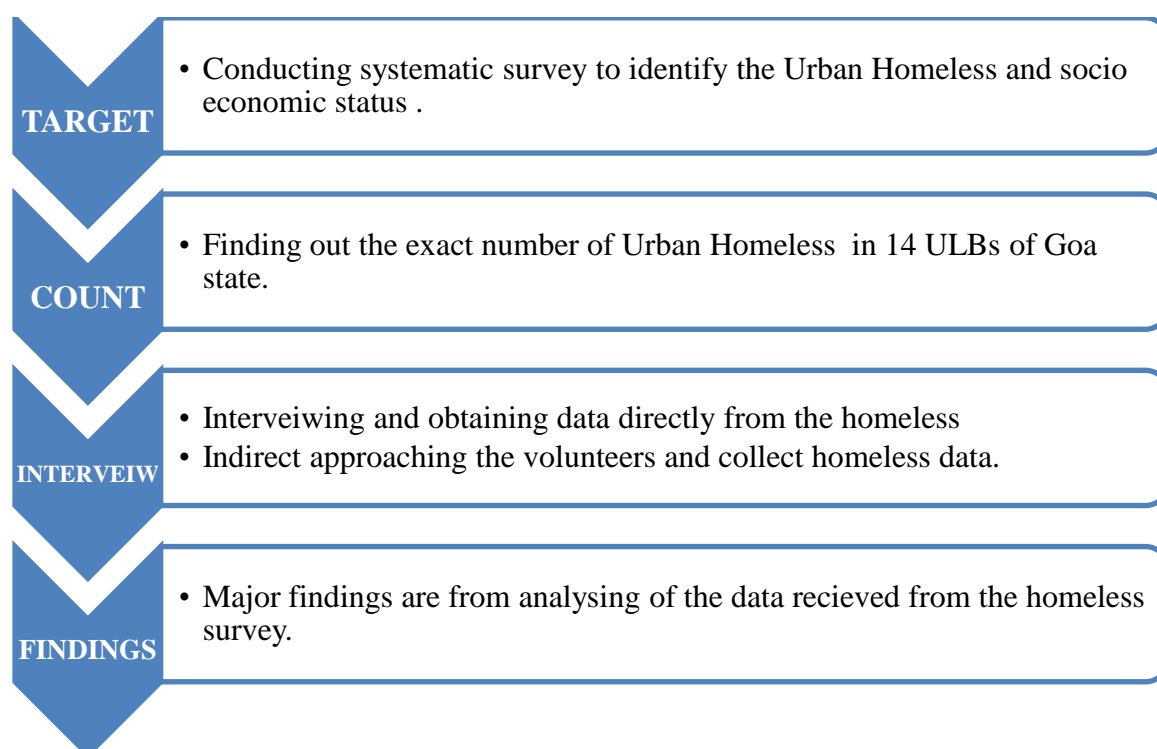 TARGET
• Conducting systematic survey to identify the Urban Homeless and socio
economic status .
COUNT
• Finding out the exact number of Urban Homeless  in 14 ULBs of Goa
state.
INTERVEIW
• Interveiwing and obtaining data directly from the homeless
• Indirect approaching the volunteers and collect homeless data.
FINDINGS
• Major findings are from analysing of the data recieved from the homeless
survey.